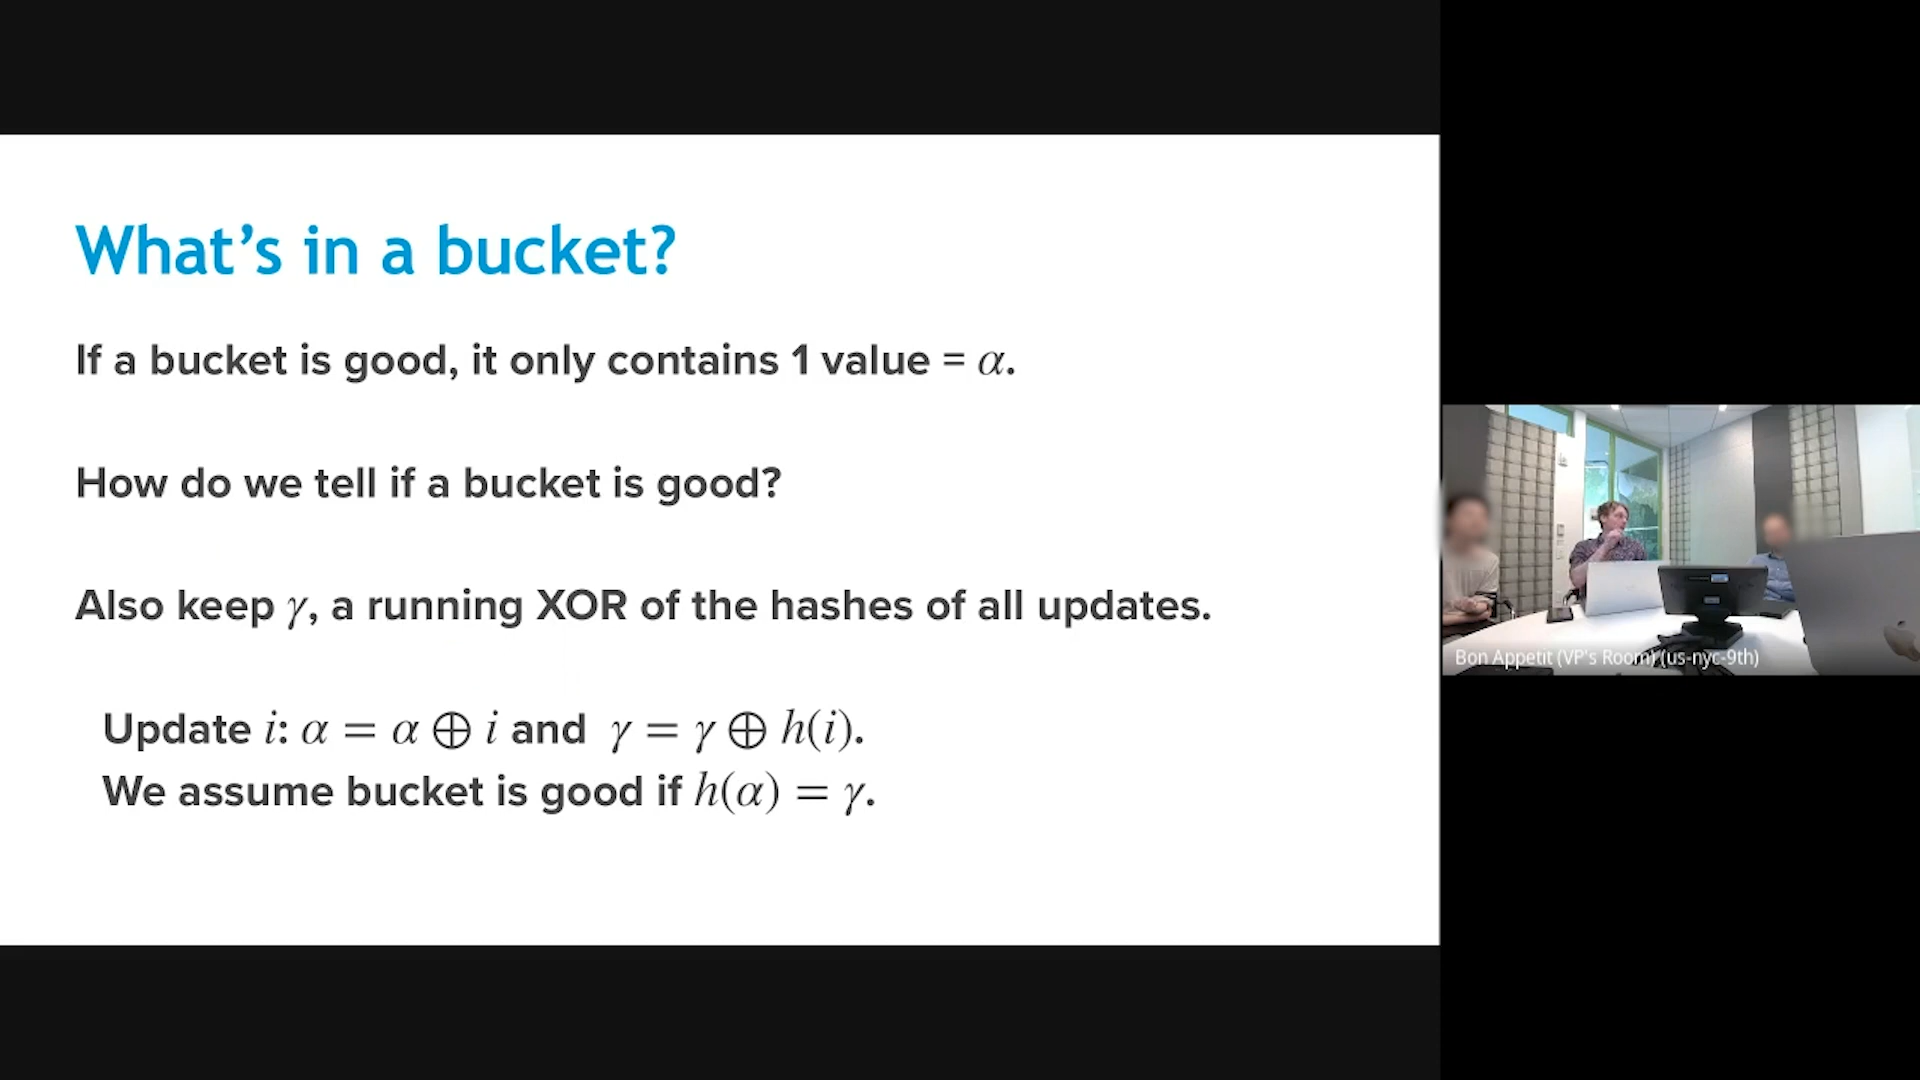 What’s in a bucket?
If a bucket is good, it only contains 1 value = α.
How do we tell if a bucket is good?
Also keep γ, a running XOR of the hashes of all updates.
Update i: α = α ⊕ i and γ = γ ⊕ h(i).
We assume bucket is good if h(α) = γ.
Bon Appetit (VP's Room) (us-nyc-9th)